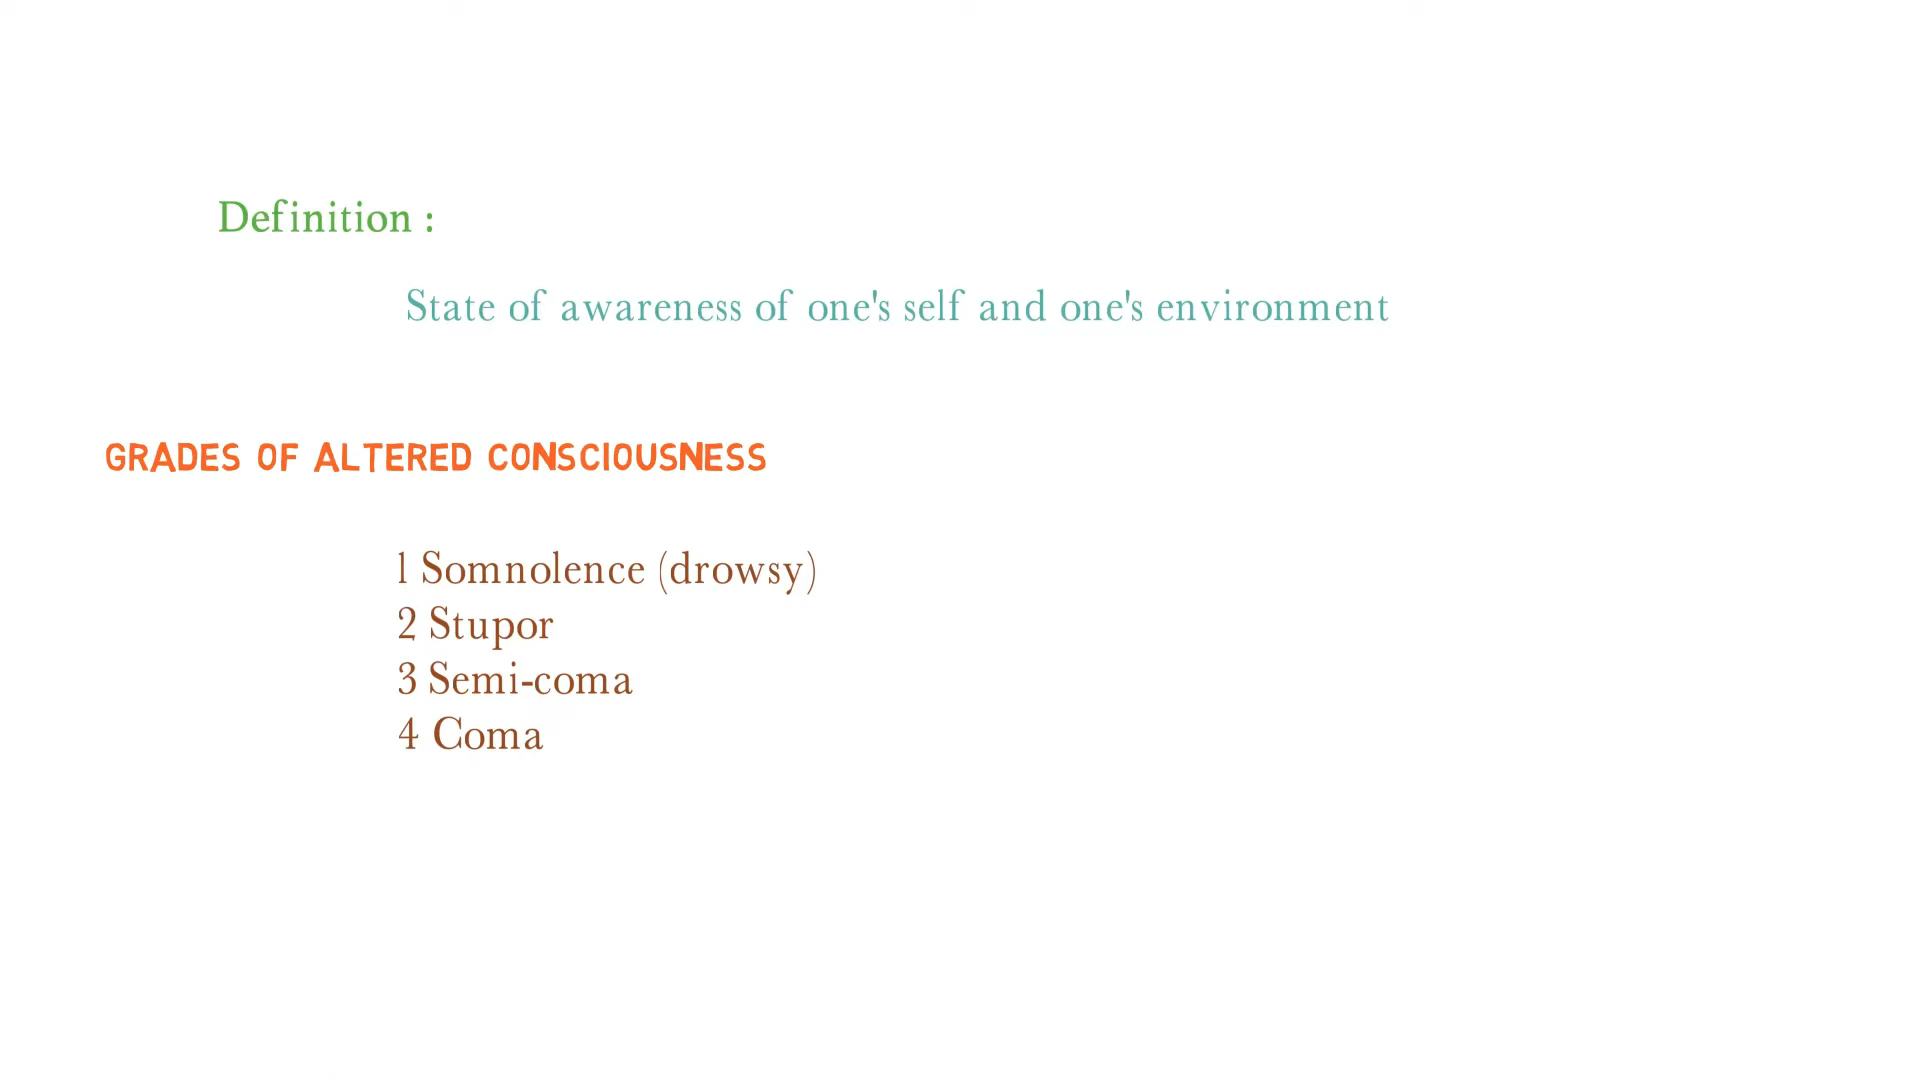 Definition :
State of awareness of one's self and one's environment
GRADES OF ALTERED CONSCIOUSNESS
1 Somnolence (drowsy)
2 Stupor
3 Semi-coma
4 Coma